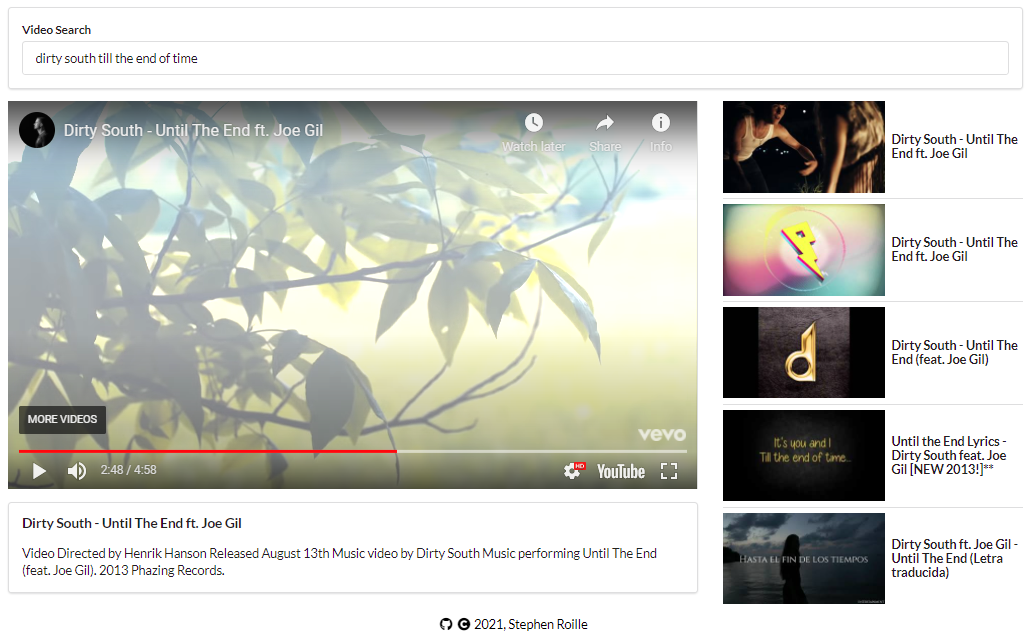 Video Search
dirty south till the end of time
Dirty South - Until The End ft. Joe Gil
Watch later
Share
Info
MORE VIDEOS
vevo
2:48 / 4:58
HD
YouTube
Dirty South - Until The End ft. Joe Gil
Video Directed by Henrik Hanson Released August 13th Music video by Dirty South Music performing Until The End
(feat. Joe Gil). 2013 Phazing Records.
Dirty South - Until The
End ft. Joe Gil
Dirty South - Until The
End ft. Joe Gil
Dirty South - Until The
End (feat. Joe Gil)
It's you and I
Till the end of time...
Until the End Lyrics -
Dirty South feat. Joe
Gil [NEW 2013!]**
HASTA EL FIN DE LOS TIEMPOS
Dirty South ft. Joe Gil -
Until The End (Letra
traducida)
2021, Stephen Roille